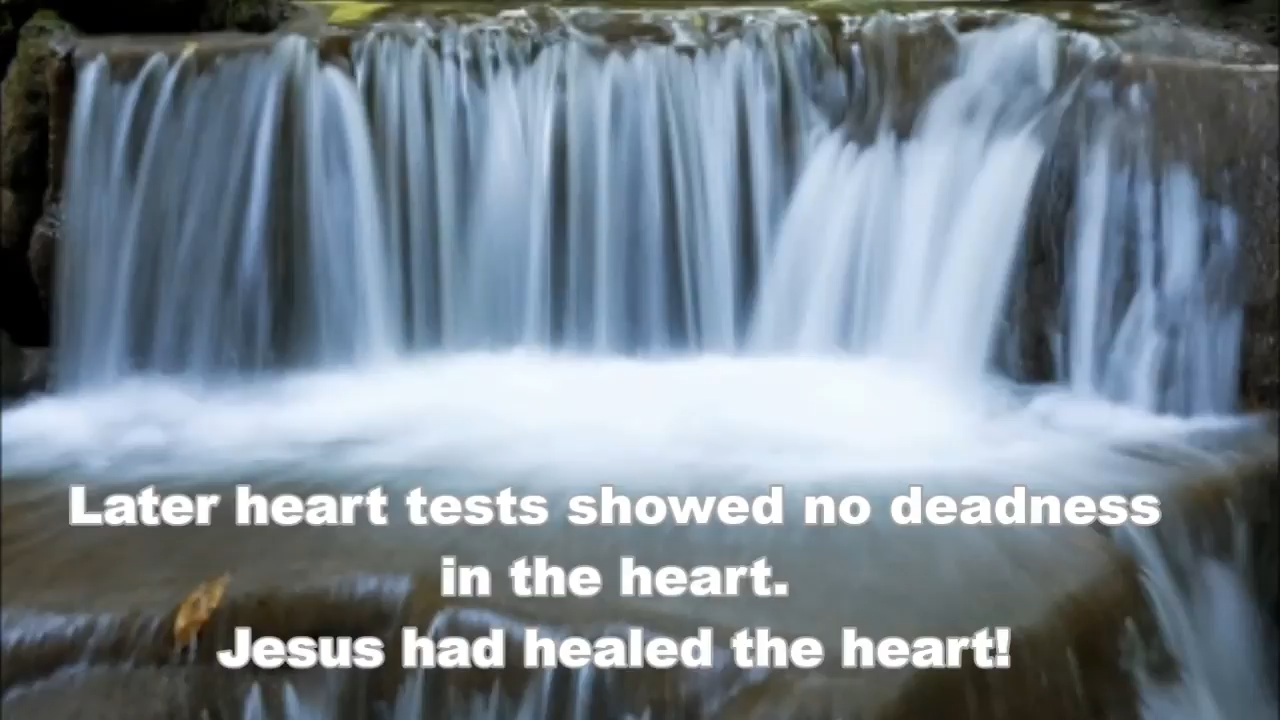 Later heart tests showed no deadness
in the heart.
Jesus had healed the heart!